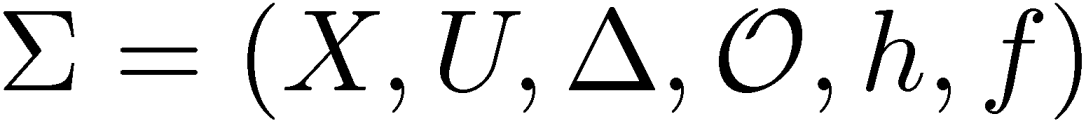 Σ = (X, U, Δ, 𝒪, h, f)